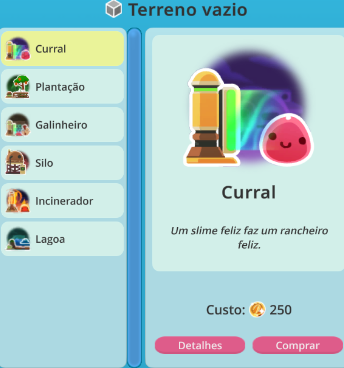 Terreno vazio
Curral
Plantação
Galinheiro
Silo
Incinerador
Lagoa
Curral
Um slime feliz faz um rancheiro
feliz.
Custo: 250
Detalhes
Comprar